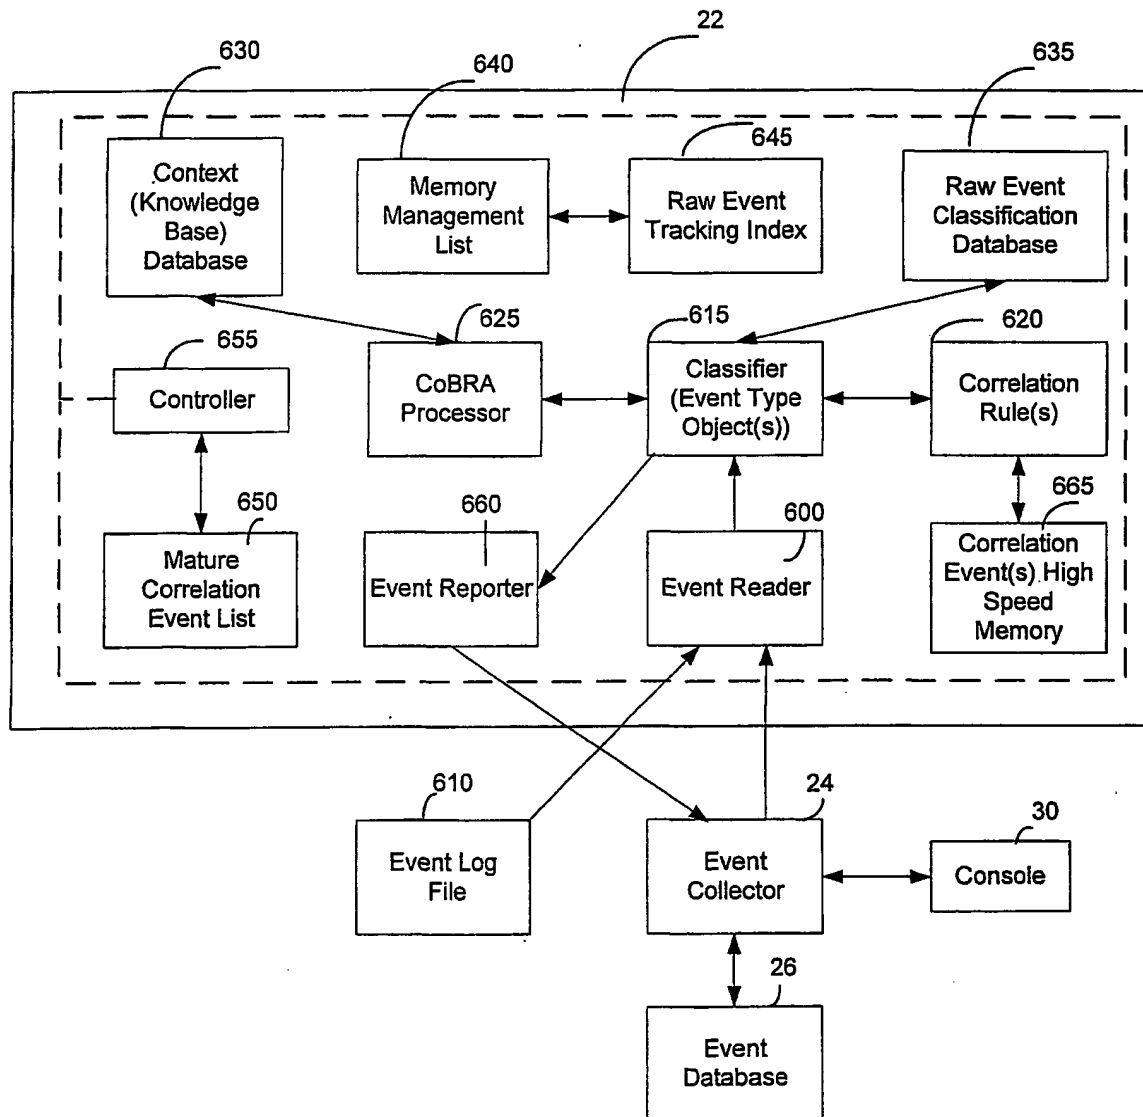 22
630
640
635
645
Context
(Knowledge
Base)
Database
Memory
Management
List
Raw Event
Tracking Index
Raw Event
Classification
Database
655
625
615
620
Controller
CoBRA
Processor
Classifier
(Event Type
Object(s))
Correlation
Rule(s)
650
660
600
665
Mature
Correlation
Event List
Event Reporter
Event Reader
Correlation
Event(s) High
Speed
Memory
610
24
30
Event Log
File
Event
Collector
Console
26
Event
Database